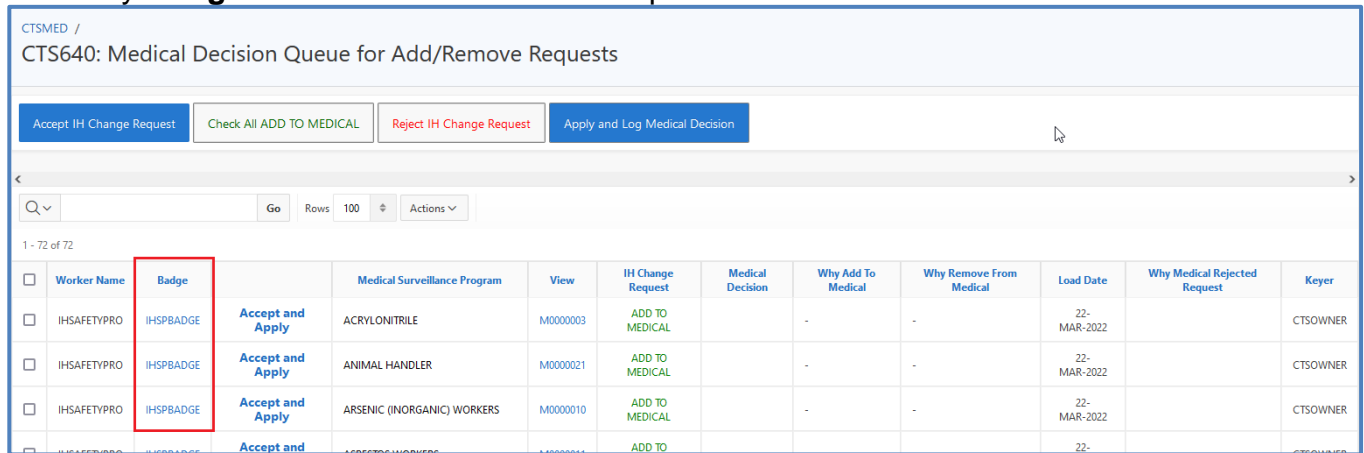 CTSMED /
CTS640: Medical Decision Queue for Add/Remove Requests
Accept IH Change Request Check All ADD TO MEDICAL Reject IH Change Request Apply and Log Medical Decision
Go Rows 100 Actions
1 - 72 of 72
Worker Name Badge Medical Surveillance Program View IH Change Request Medical Decision Why Add To Medical Why Remove From Medical Load Date Why Medical Rejected Request Keyer
IHSAFETYPRO IHSPBADGE Accept and Apply ACRYLONITRILE M0000003 ADD TO MEDICAL - - 22-MAR-2022 CTSOWNER
IHSAFETYPRO IHSPBADGE Accept and Apply ANIMAL HANDLER M0000021 ADD TO MEDICAL - - 22-MAR-2022 CTSOWNER
IHSAFETYPRO IHSPBADGE Accept and Apply ARSENIC (INORGANIC) WORKERS M0000010 ADD TO MEDICAL - - 22-MAR-2022 CTSOWNER
Accept and ADD TO 22-